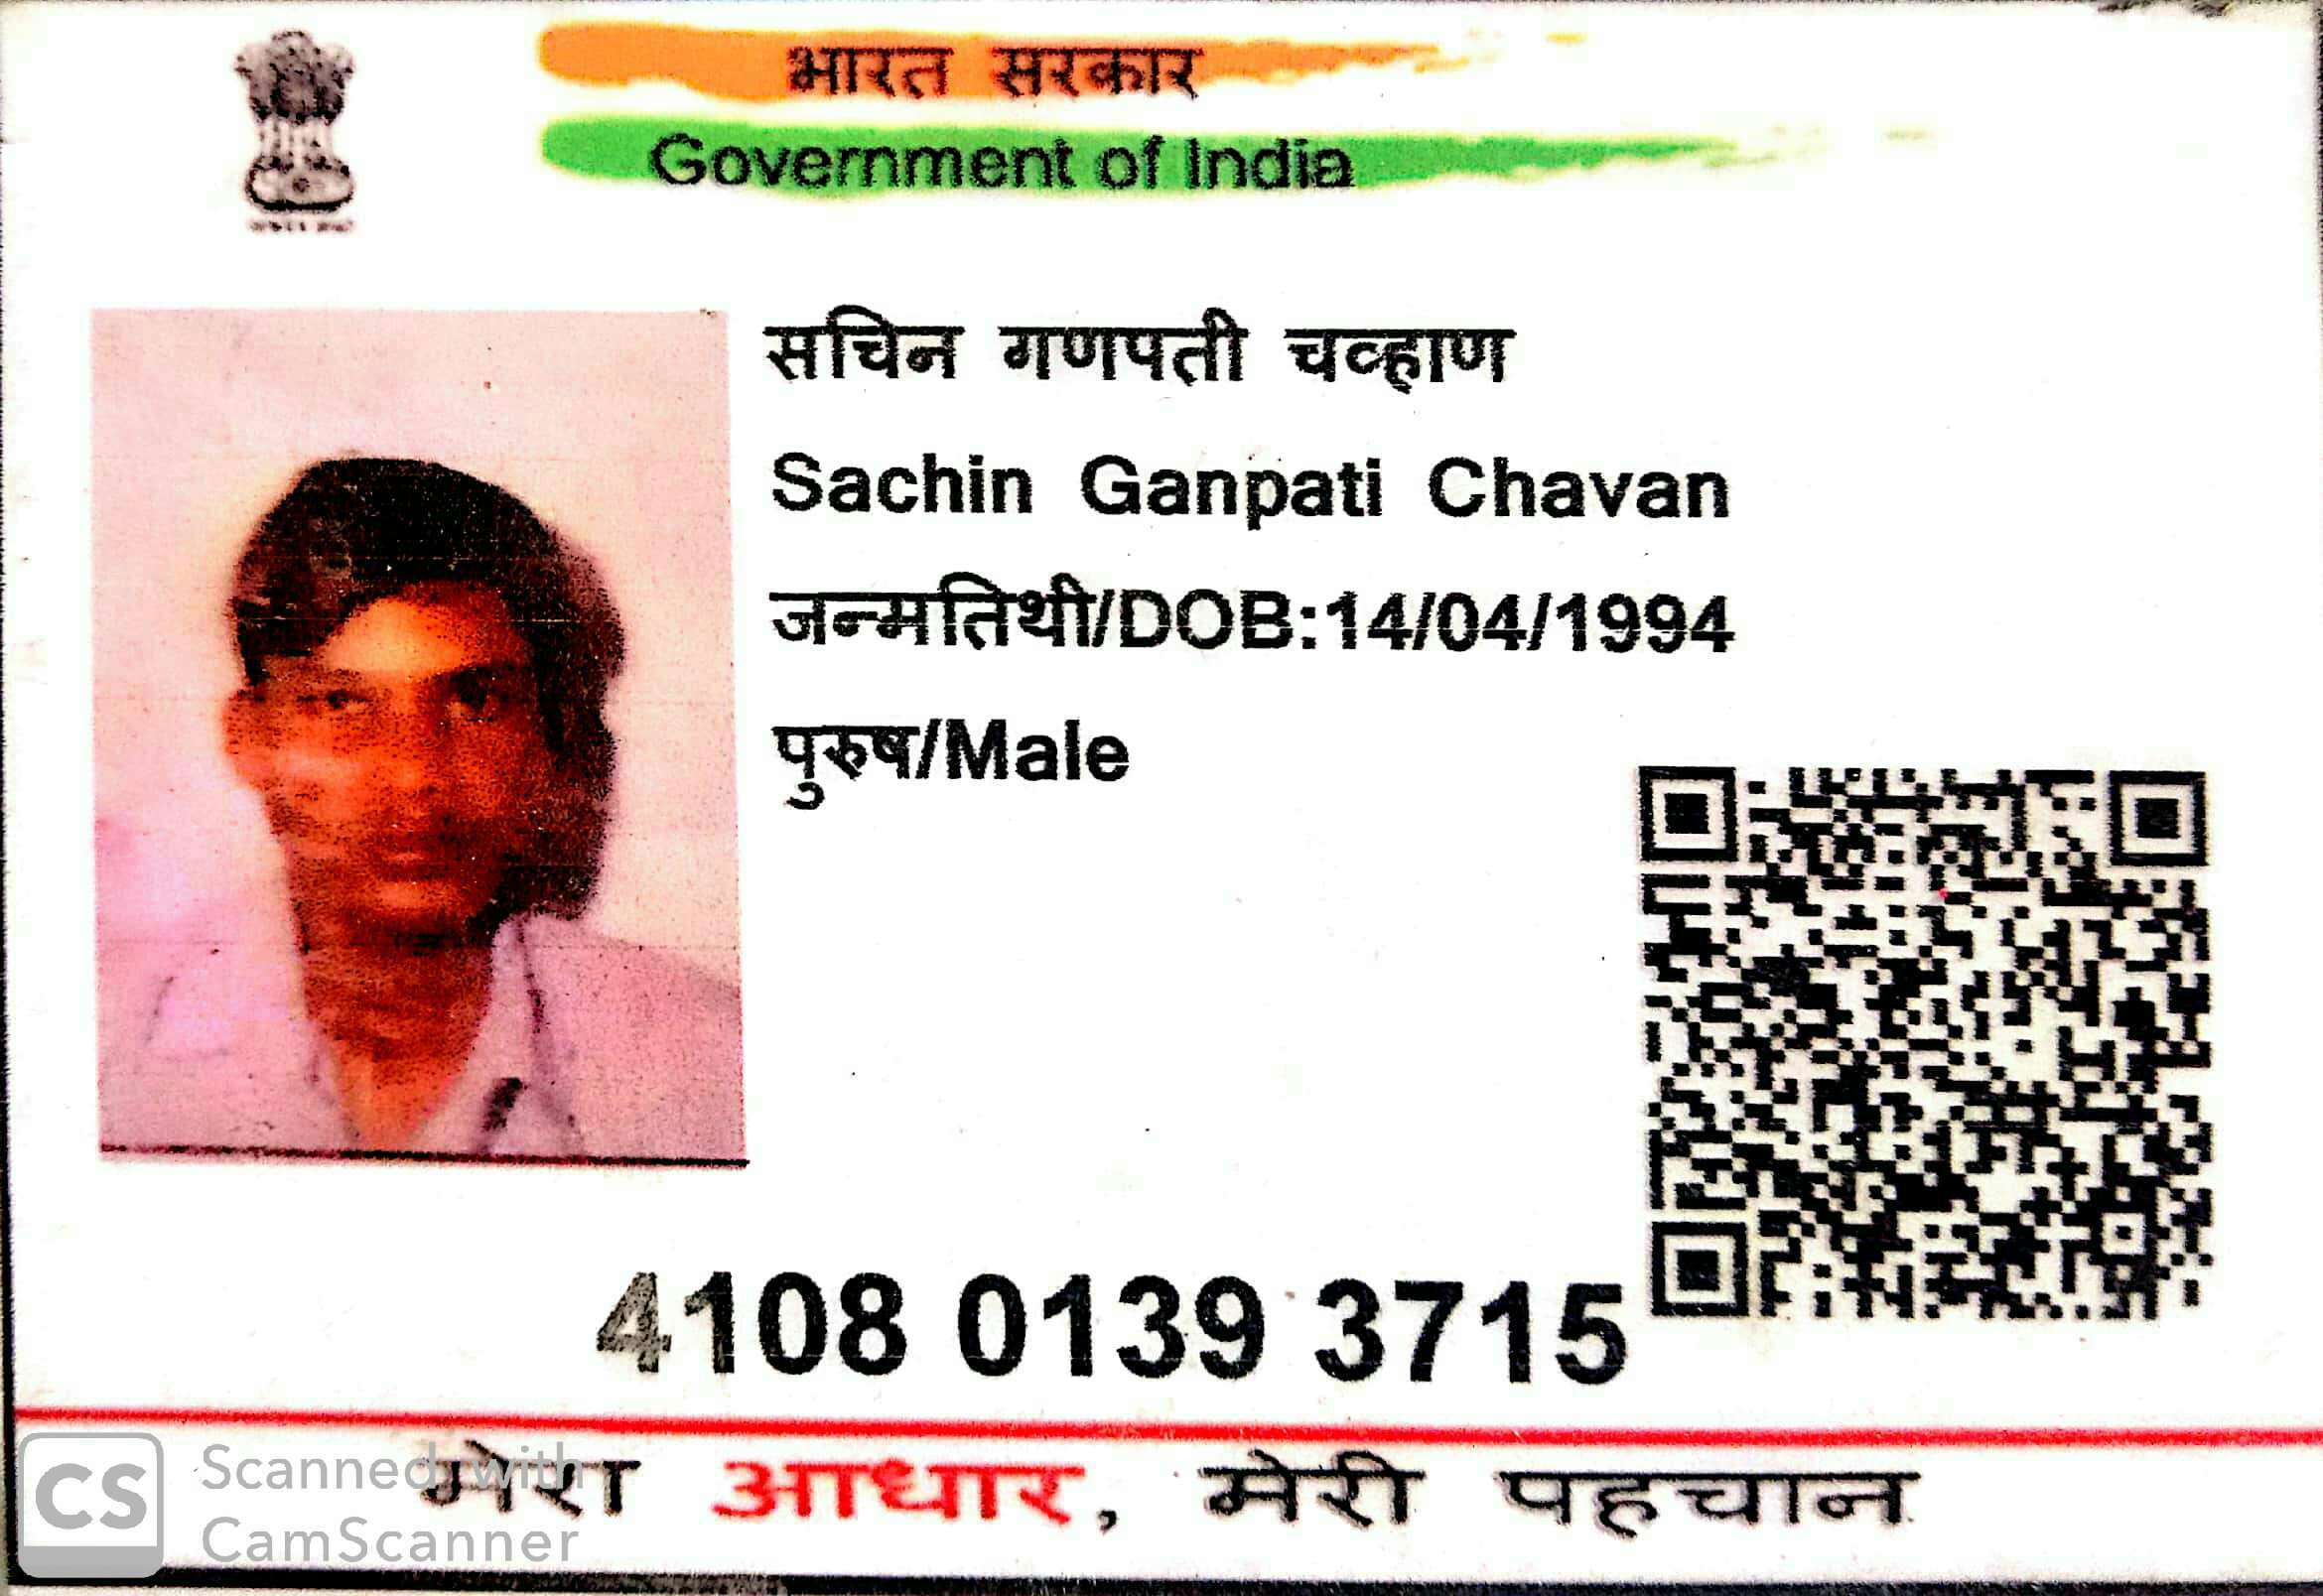 भारत सरकार
Government of India
सचिन गणपती चव्हाण
Sachin Ganpati Chavan
जन्मतिथी/DOB:14/04/1994
पुरुष/Male
4108 0139 3715
मेरा आधार, मेरी पहचान
CS Scanned with
CamScanner